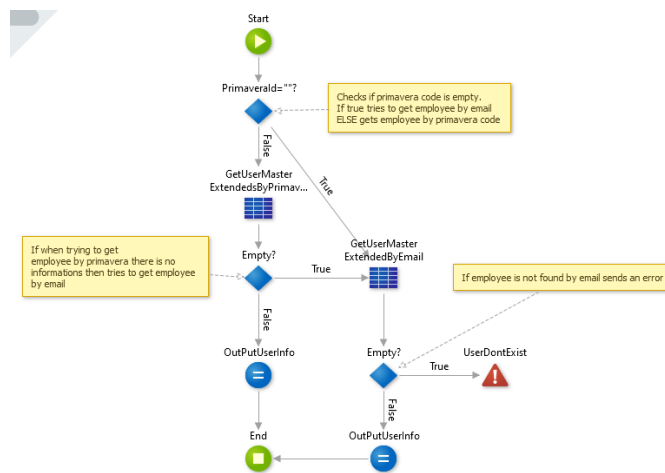 Start
PrimaveraId=""?
Checks if primavera code is empty.
If true tries to get employee by email
ELSE gets employee by primavera code
False
True
GetUserMaster
ExtendedsByPrimav...
If when trying to get
employee by primavera there is no
informations then tries to get employee
by email
Empty?
True
GetUserMaster
ExtendedByEmail
If employee is not found by email sends an error
False
OutPutUserInfo
Empty?
True
UserDontExist
False
End
OutPutUserInfo